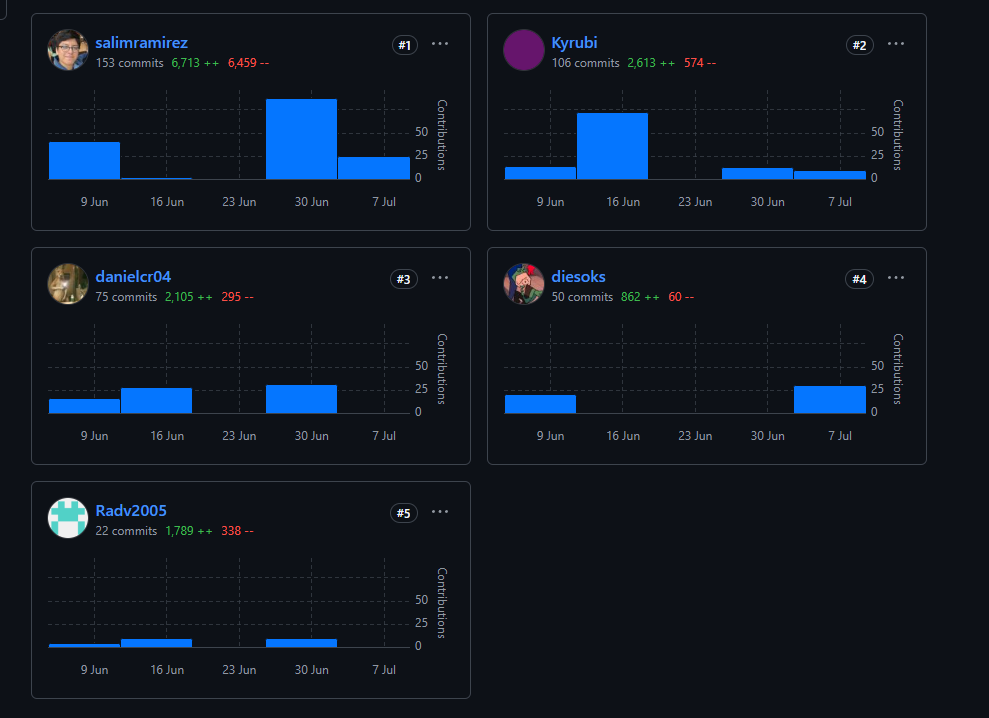 salimramirez #1 ...
153 commits 6,713 ++ 6,459 --
Contributions
50
25
0
9 Jun 16 Jun 23 Jun 30 Jun 7 Jul
Kyrubi #2 ...
106 commits 2,613 ++ 574 --
Contributions
50
25
0
9 Jun 16 Jun 23 Jun 30 Jun 7 Jul
danielcr04 #3 ...
75 commits 2,105 ++ 295 --
Contributions
50
25
0
9 Jun 16 Jun 23 Jun 30 Jun 7 Jul
diesoks #4 ...
50 commits 862 ++ 60 --
Contributions
50
25
0
9 Jun 16 Jun 23 Jun 30 Jun 7 Jul
Radv2005 #5 ...
22 commits 1,789 ++ 338 --
Contributions
50
25
0
9 Jun 16 Jun 23 Jun 30 Jun 7 Jul